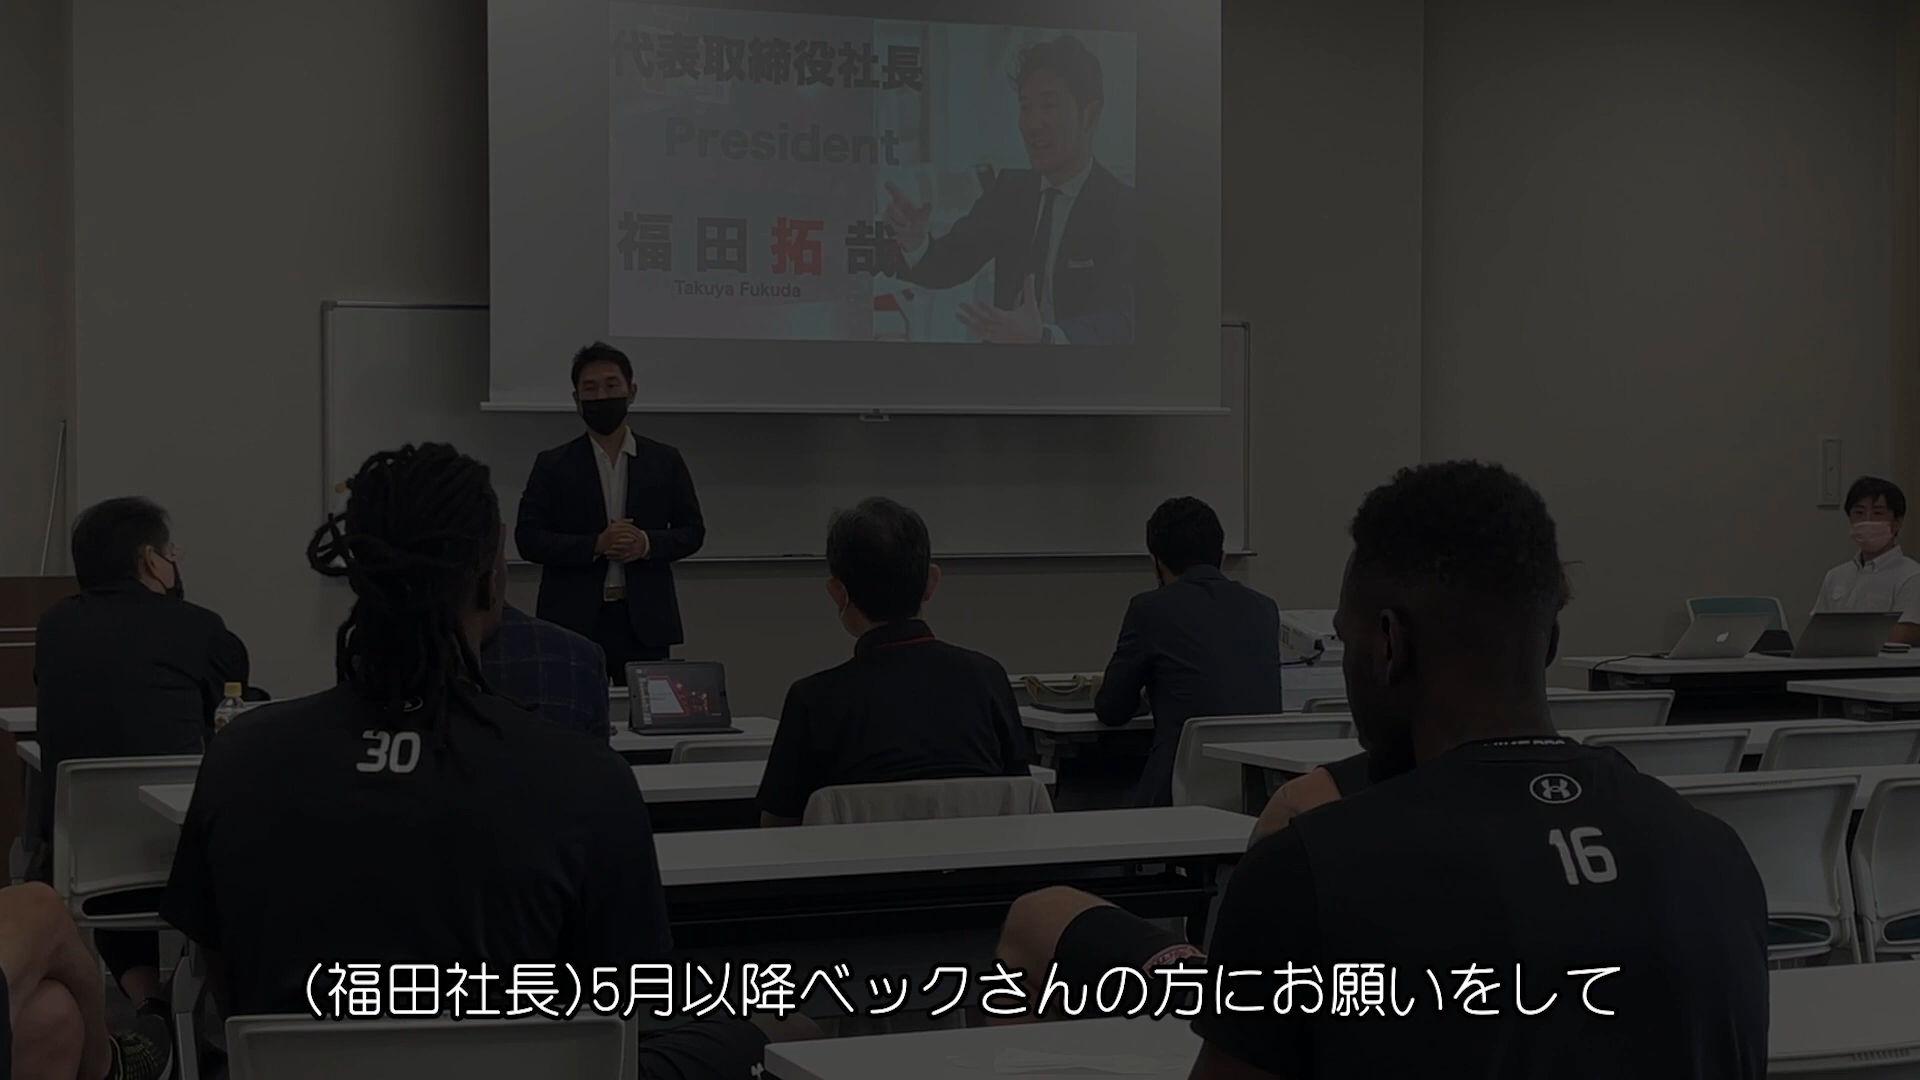 代表取締役社長
President
福田拓哉
Takuya Fukuda
30
16
(福田社長)5月以降ベックさんの方にお願いをして